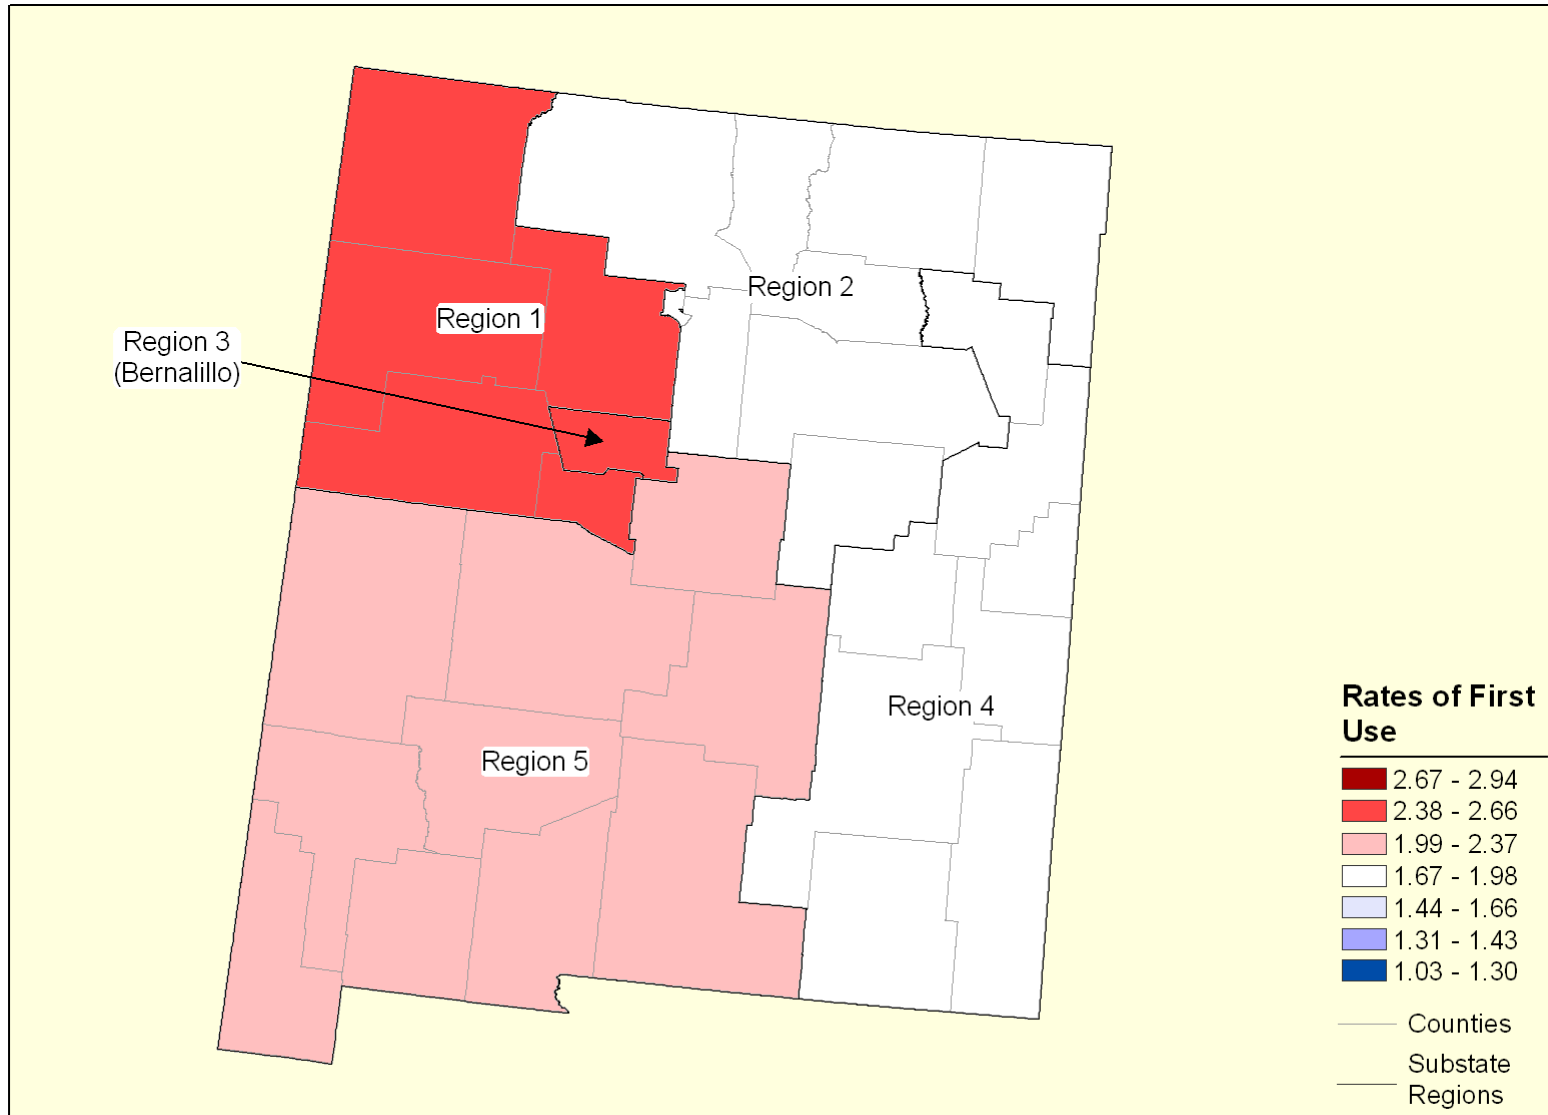 Region 2
Region 1
Region 3
(Bernalillo)
Region 4
Region 5
Rates of First
Use
2.67 - 2.94
2.38 - 2.66
1.99 - 2.37
1.67 - 1.98
1.44 - 1.66
1.31 - 1.43
1.03 - 1.30
Counties
Substate
Regions